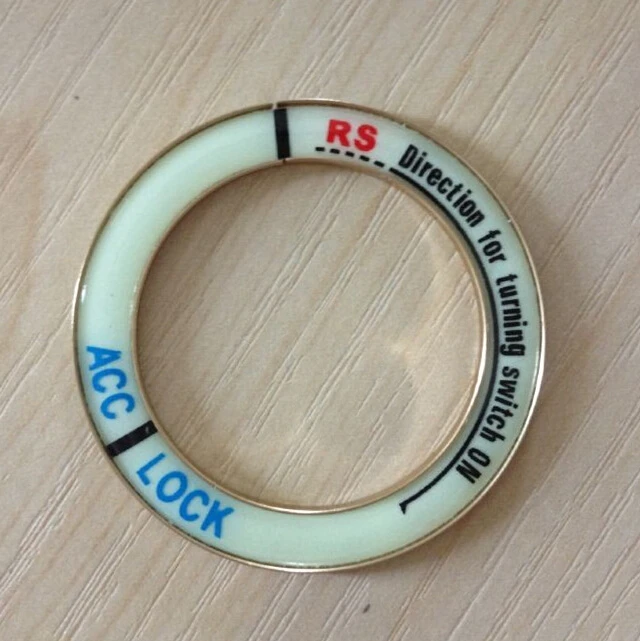 RS
Direction for turning switch ON
ACC
LOCK